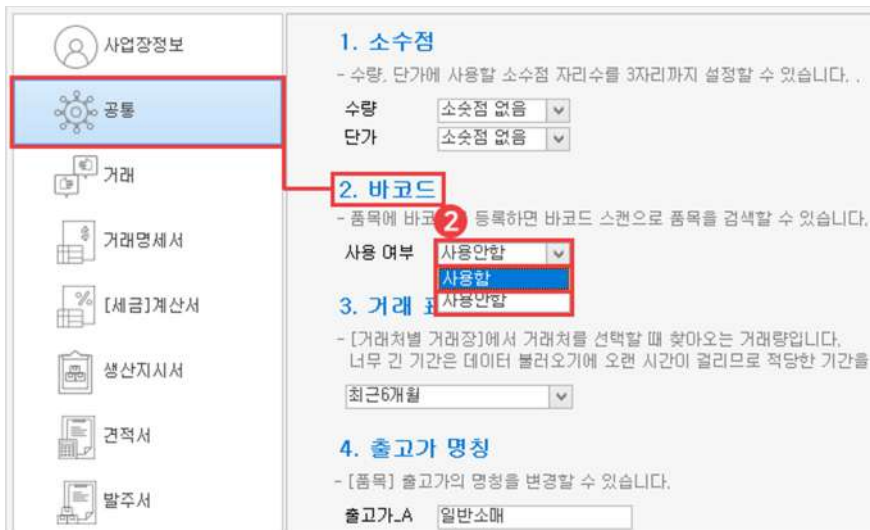 사업장정보
공통
거래
거래명세서
[세금]계산서
생산지시서
견적서
발주서
1. 소수점
- 수량, 단가에 사용할 소수점 자리수를 3자리까지 설정할 수 있습니다. .
수량 소숫점 없음
단가 소숫점 없음
2. 바코드
- 품목에 바코 2 등록하면 바코드 스캔으로 품목을 검색할 수 있습니다.
사용 여부 사용안함
사용함
사용안함
3. 거래
- [거래처별 거래장]에서 거래처를 선택할 때 찾아오는 거래량입니다.
너무 긴 기간은 데이터 불러오기에 오랜 시간이 걸리므로 적당한 기간을
최근6개월
4. 출고가 명칭
- [품목] 출고가의 명칭을 변경할 수 있습니다.
출고가_A 일반소매